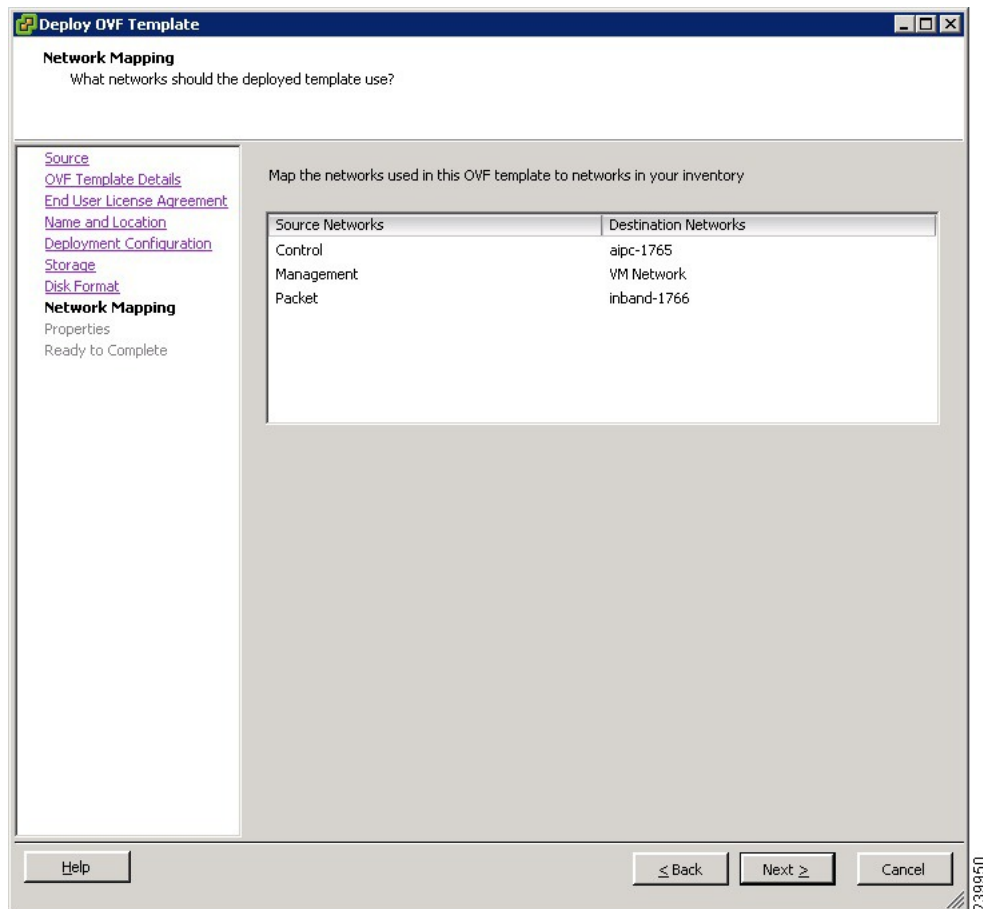 Deploy OVF Template
Network Mapping
What networks should the deployed template use?
Source
OVF Template Details
End User License Agreement
Name and Location
Deployment Configuration
Storage
Disk Format
Network Mapping
Properties
Ready to Complete
Map the networks used in this OVF template to networks in your inventory
Source Networks Destination Networks
Control aipc-1765
Management VM Network
Packet inband-1766
Help
≤ Back Next ≥ Cancel
239950